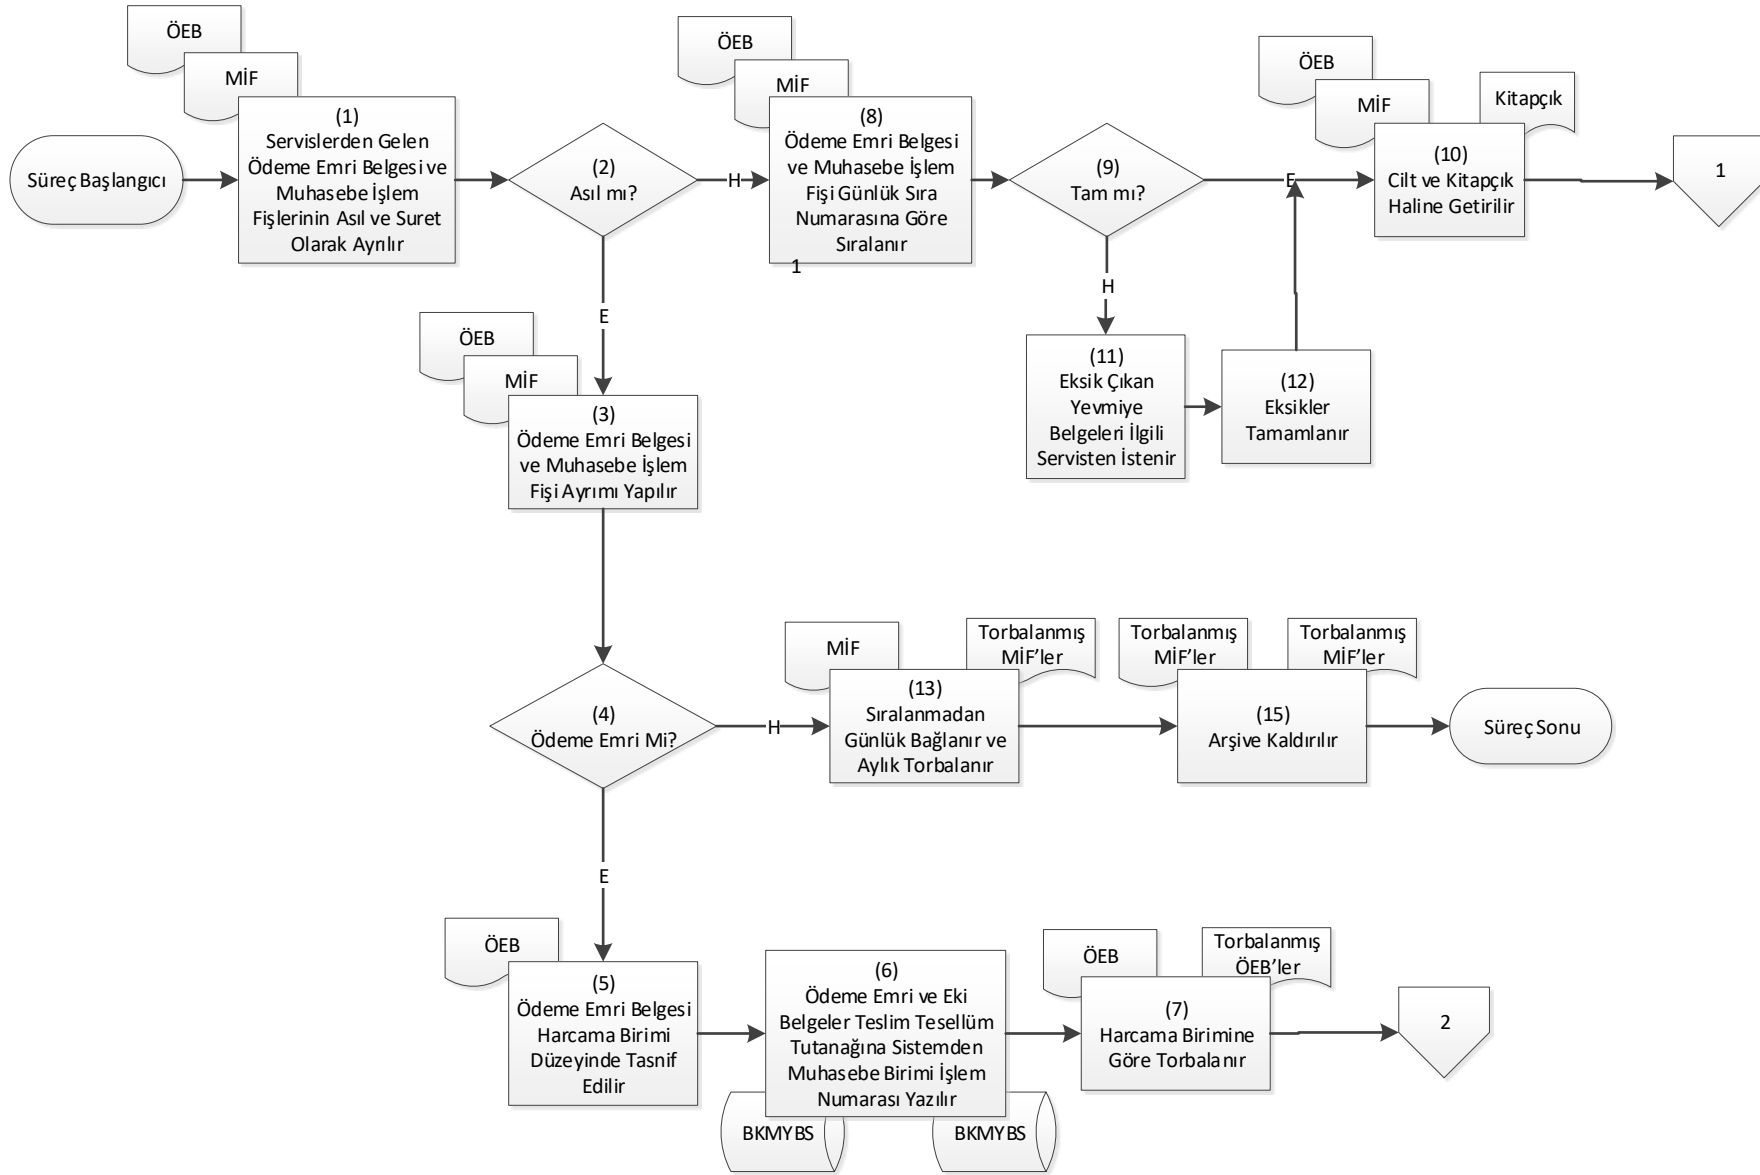 ÖEB
MİF
(1)
Servislerden Gelen
Ödeme Emri Belgesi ve
Muhasebe İşlem
Fişlerinin Asıl ve Suret
Olarak Ayrılır
Süreç Başlangıcı
(2)
Asıl mı?
H
E
ÖEB
MİF
(8)
Ödeme Emri Belgesi
ve Muhasebe İşlem
Fişi Günlük Sıra
Numarasına Göre
Sıralanır
1
(9)
Tam mı?
E
H
ÖEB
MİF
Kitapçık
(10)
Cilt ve Kitapçık
Haline Getirilir
1
(11)
Eksik Çıkan
Yevmiye
Belgeleri İlgili
Servisten İstenir
(12)
Eksikler
Tamamlanır
ÖEB
MİF
(3)
Ödeme Emri Belgesi
ve Muhasebe İşlem
Fişi Ayrımı Yapılır
(4)
Ödeme Emri Mi?
H
E
MİF
Torbalanmış
MİF'ler
(13)
Sıralanmadan
Günlük Bağlanır ve
Aylık Torbalanır
Torbalanmış
MİF'ler
Torbalanmış
MİF'ler
(15)
Arşive Kaldırılır
Süreç Sonu
ÖEB
(5)
Ödeme Emri Belgesi
Harcama Birimi
Düzeyinde Tasnif
Edilir
(6)
Ödeme Emri ve Eki
Belgeler Teslim Tesellüm
Tutanağına Sistemden
Muhasebe Birimi İşlem
Numarası Yazılır
BKMYBS
BKMYBS
ÖEB
Torbalanmış
ÖEB'ler
(7)
Harcama Birimine
Göre Torbalanır
2